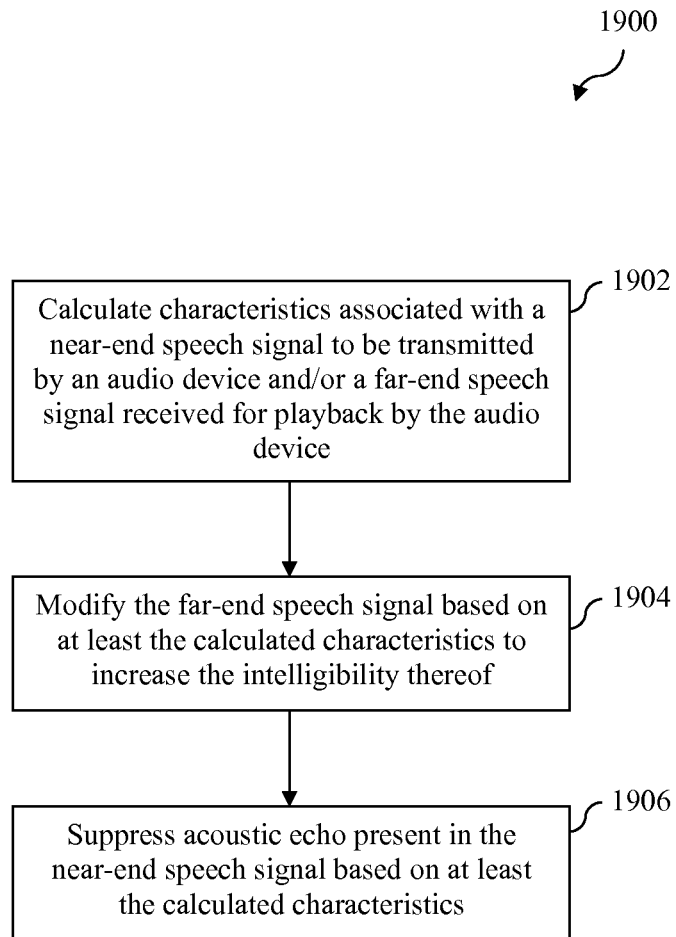 1900
1902
Calculate characteristics associated with a
near-end speech signal to be transmitted
by an audio device and/or a far-end speech
signal received for playback by the audio
device
1904
Modify the far-end speech signal based on
at least the calculated characteristics to
increase the intelligibility thereof
1906
Suppress acoustic echo present in the
near-end speech signal based on at least
the calculated characteristics